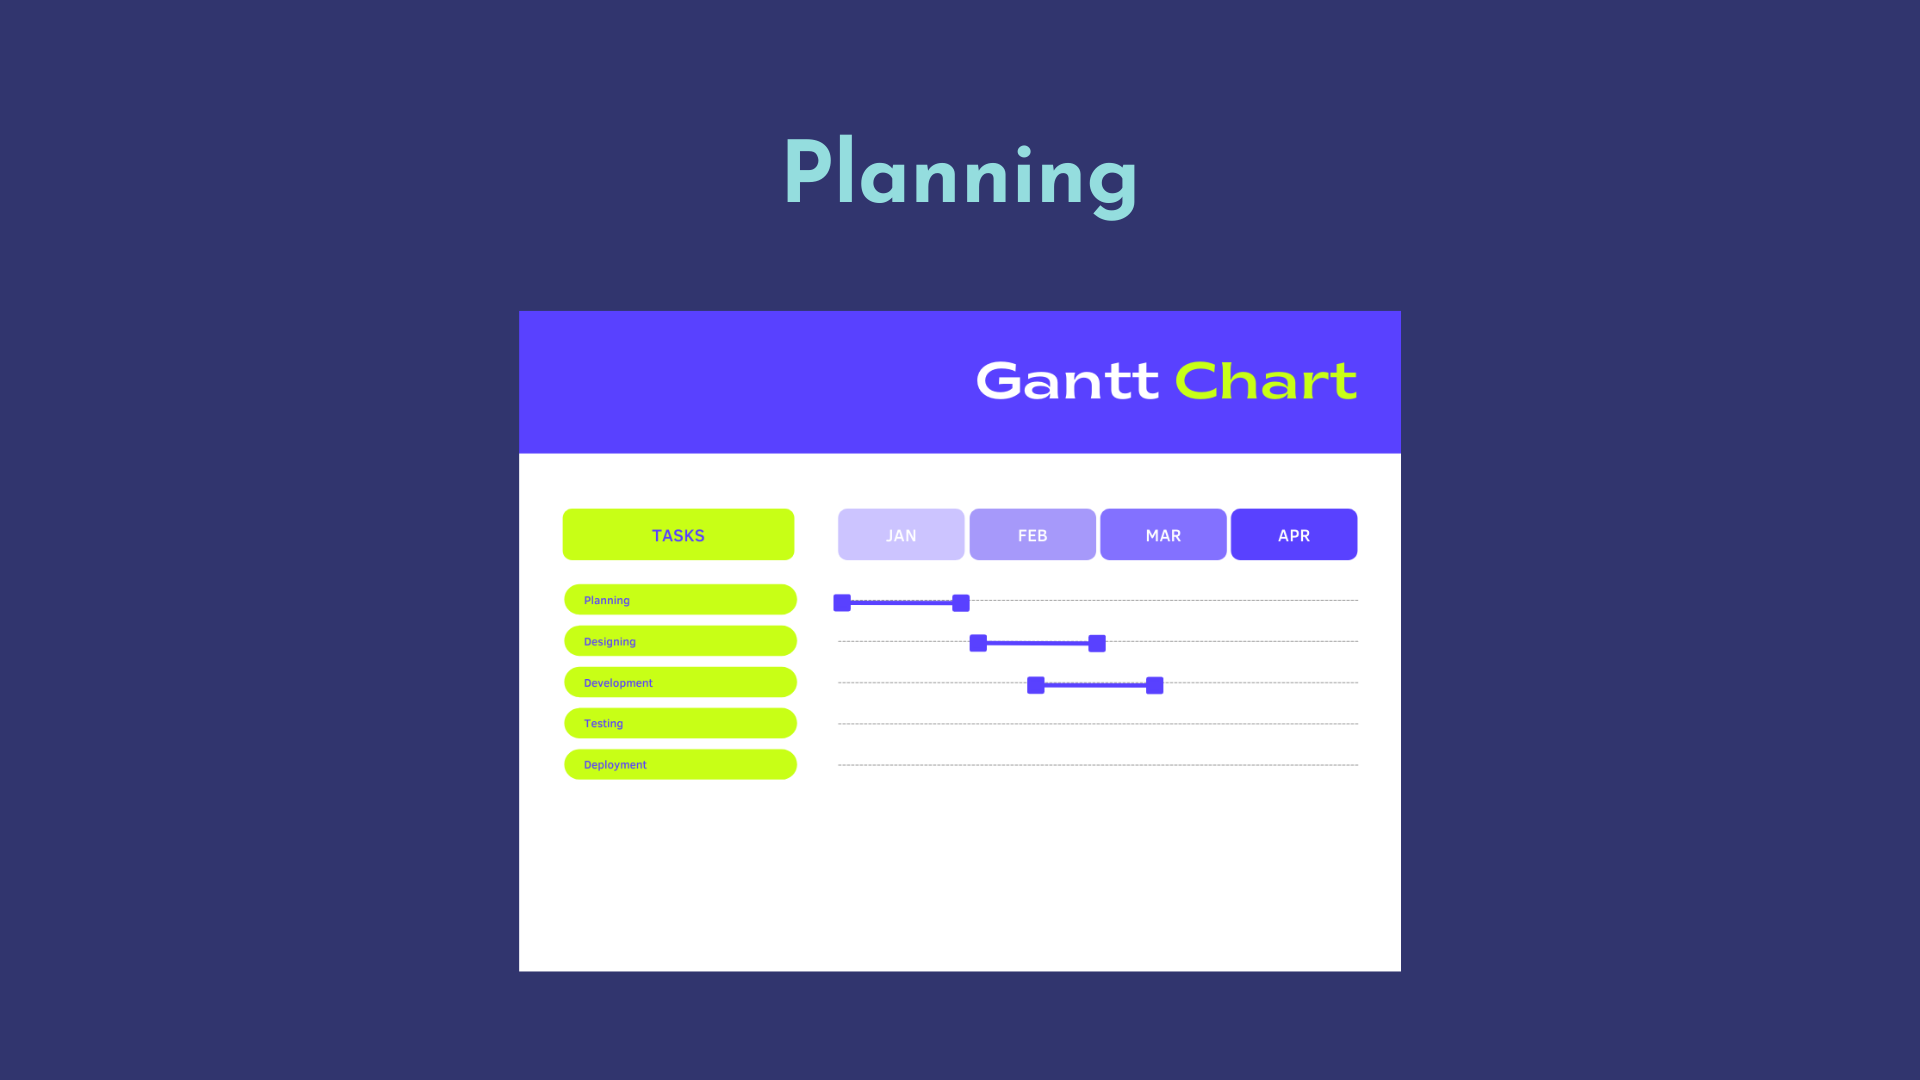 Planning
Gantt Chart
TASKS JAN FEB MAR APR
Planning
Designing
Development
Testing
Deployment